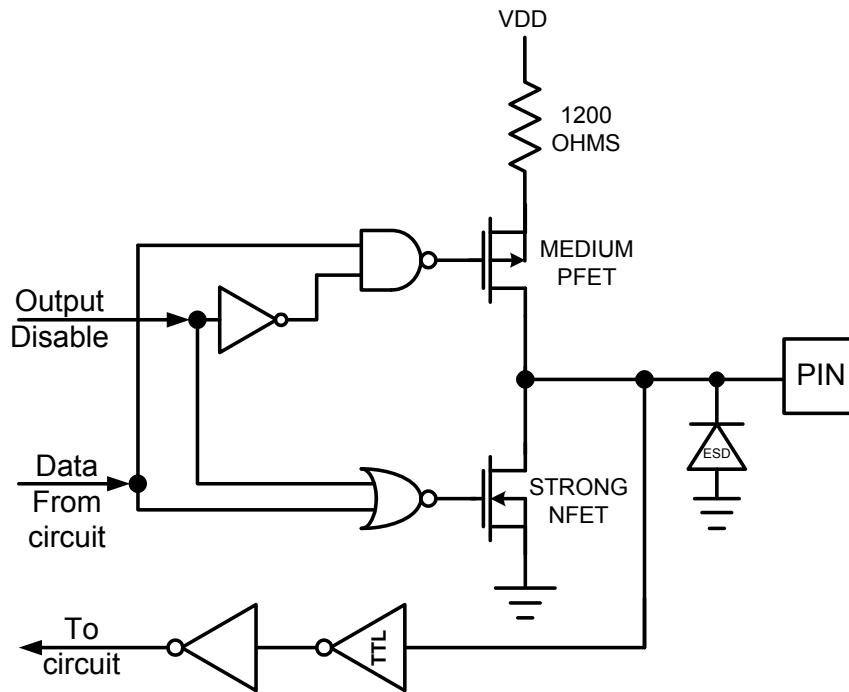 VDD
1200
OHMS
MEDIUM
PFET
Output
Disable
PIN
ESD
Data
From
circuit
STRONG
NFET
To
circuit
TTL